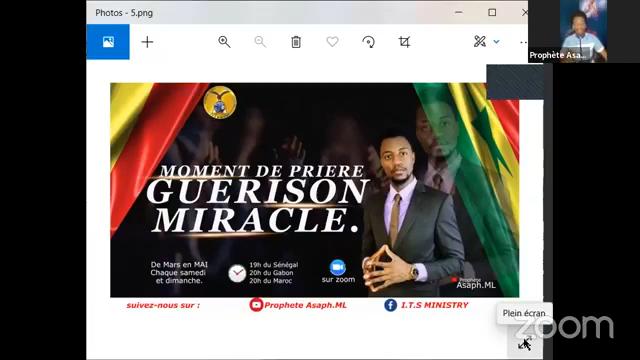 Photos - 5.png
Prophète Asa...
MOMENT DE PRIERE
GUERISON
MIRACLE.
De Mars en MAI
Chaque samedi
et dimanche.
19h du Sénégal
20h du Gabon
20h du Maroc
sur zoom
Prophète
Asaph.ML
suivez-nous sur :
Prophete Asaph.ML
I.T.S MINISTRY
Plein écran
zoom